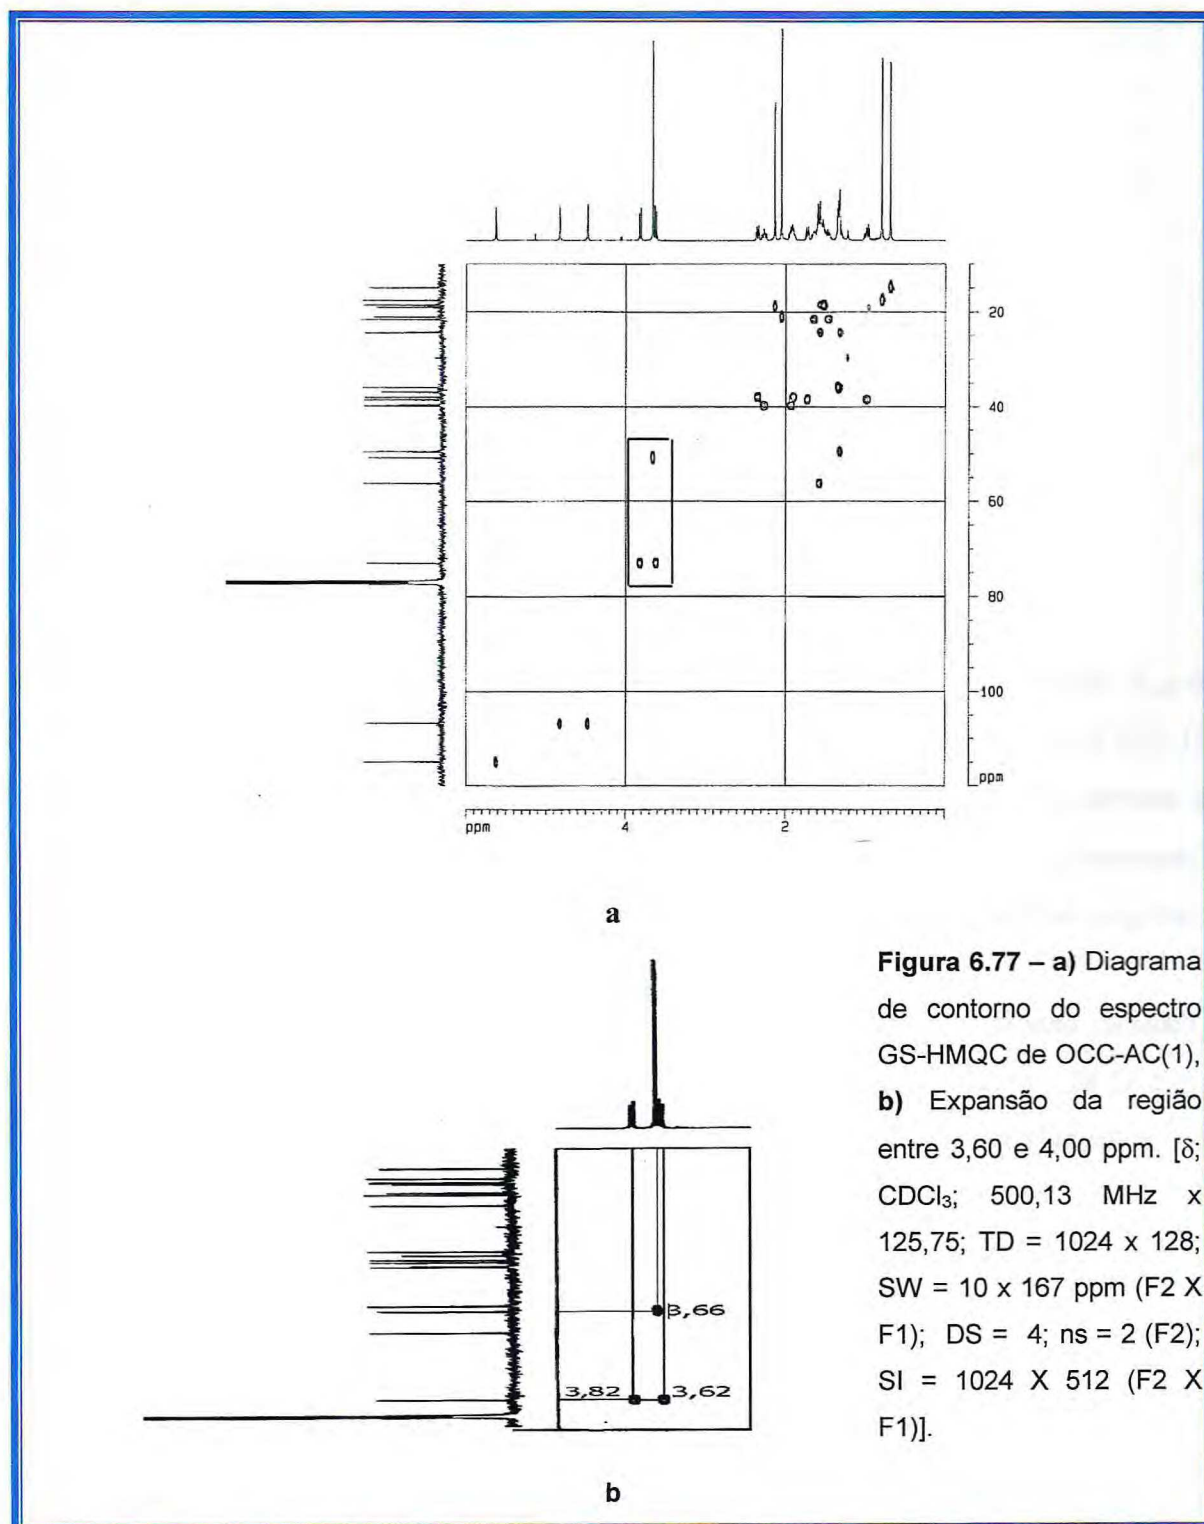 20
40
60
80
100
ppm
ppm
4
2
a
Figura 6.77 – a) Diagrama
de contorno do espectro
GS-HMQC de OCC-AC(1),
b) Expansão da região
entre 3,60 e 4,00 ppm. [δ;
CDCl₃; 500,13 MHz x
125,75; TD = 1024 x 128;
SW = 10 x 167 ppm (F2 X
F1); DS = 4; ns = 2 (F2);
SI = 1024 X 512 (F2 X
F1)].
3,66
3,82
3,62
b